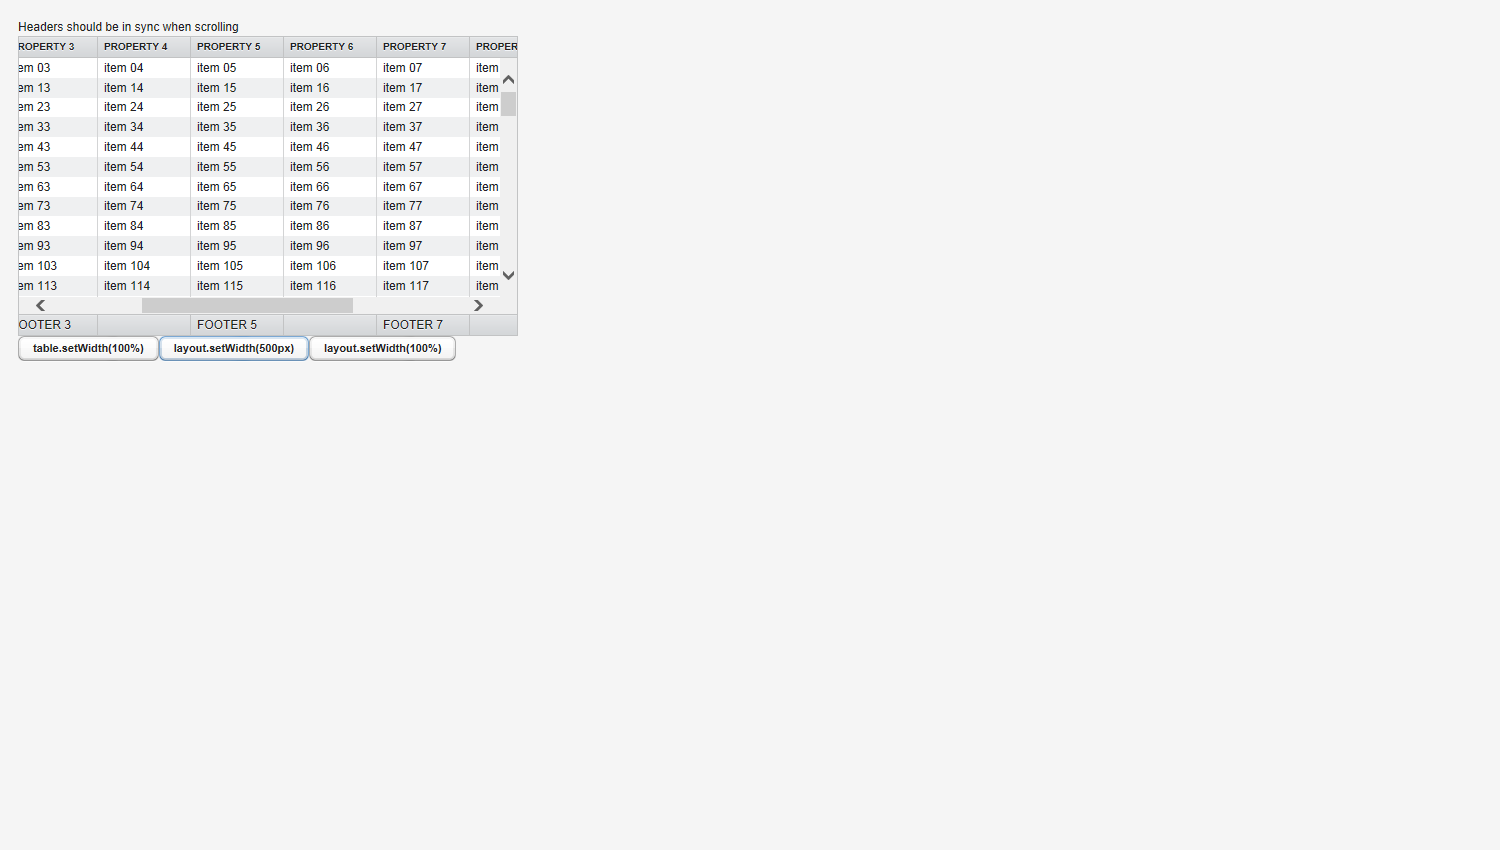 Headers should be in sync when scrolling
ROPERTY 3 PROPERTY 4 PROPERTY 5 PROPERTY 6 PROPERTY 7 PROPER
em 03 item 04 item 05 item 06 item 07 item
em 13 item 14 item 15 item 16 item 17 item
em 23 item 24 item 25 item 26 item 27 item
em 33 item 34 item 35 item 36 item 37 item
em 43 item 44 item 45 item 46 item 47 item
em 53 item 54 item 55 item 56 item 57 item
em 63 item 64 item 65 item 66 item 67 item
em 73 item 74 item 75 item 76 item 77 item
em 83 item 84 item 85 item 86 item 87 item
em 93 item 94 item 95 item 96 item 97 item
em 103 item 104 item 105 item 106 item 107 item
em 113 item 114 item 115 item 116 item 117 item
OOTER 3 FOOTER 5 FOOTER 7
table.setWidth(100%) layout.setWidth(500px) layout.setWidth(100%)